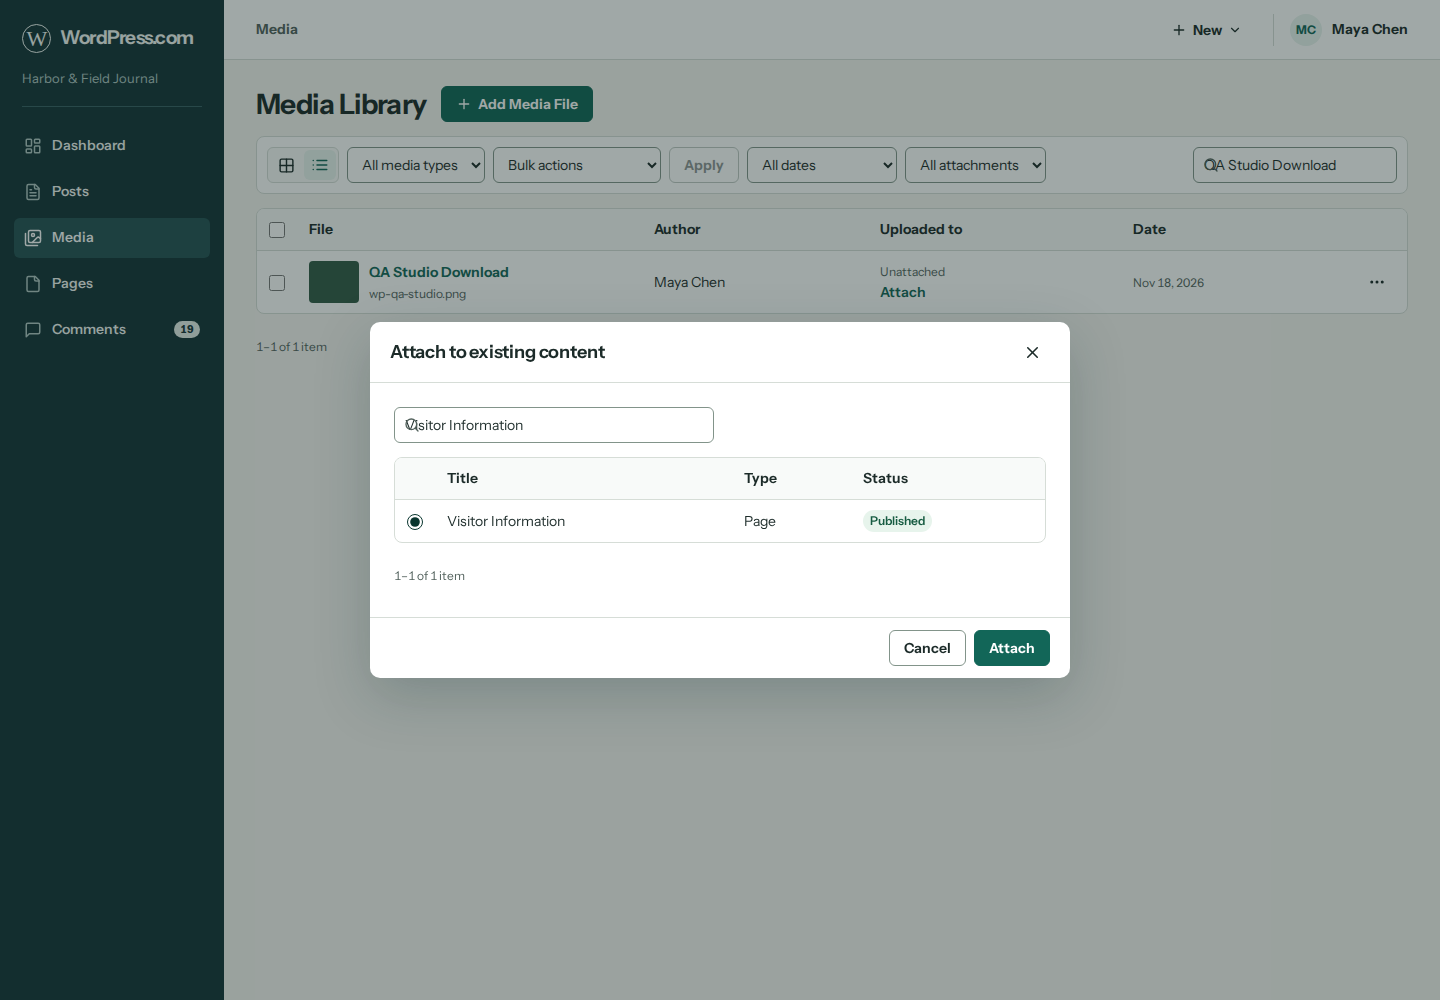 WordPress.com
Harbor & Field Journal
Dashboard
Posts
Media
Pages
Comments 19
Media
New
MC Maya Chen
Media Library
Add Media File
All media types
Bulk actions
Apply
All dates
All attachments
QA Studio Download
File Author Uploaded to Date
QA Studio Download
wp-qa-studio.png
Maya Chen
Unattached
Attach
Nov 18, 2026
1–1 of 1 item
Attach to existing content
Visitor Information
Title Type Status
Visitor Information Page Published
1–1 of 1 item
Cancel Attach